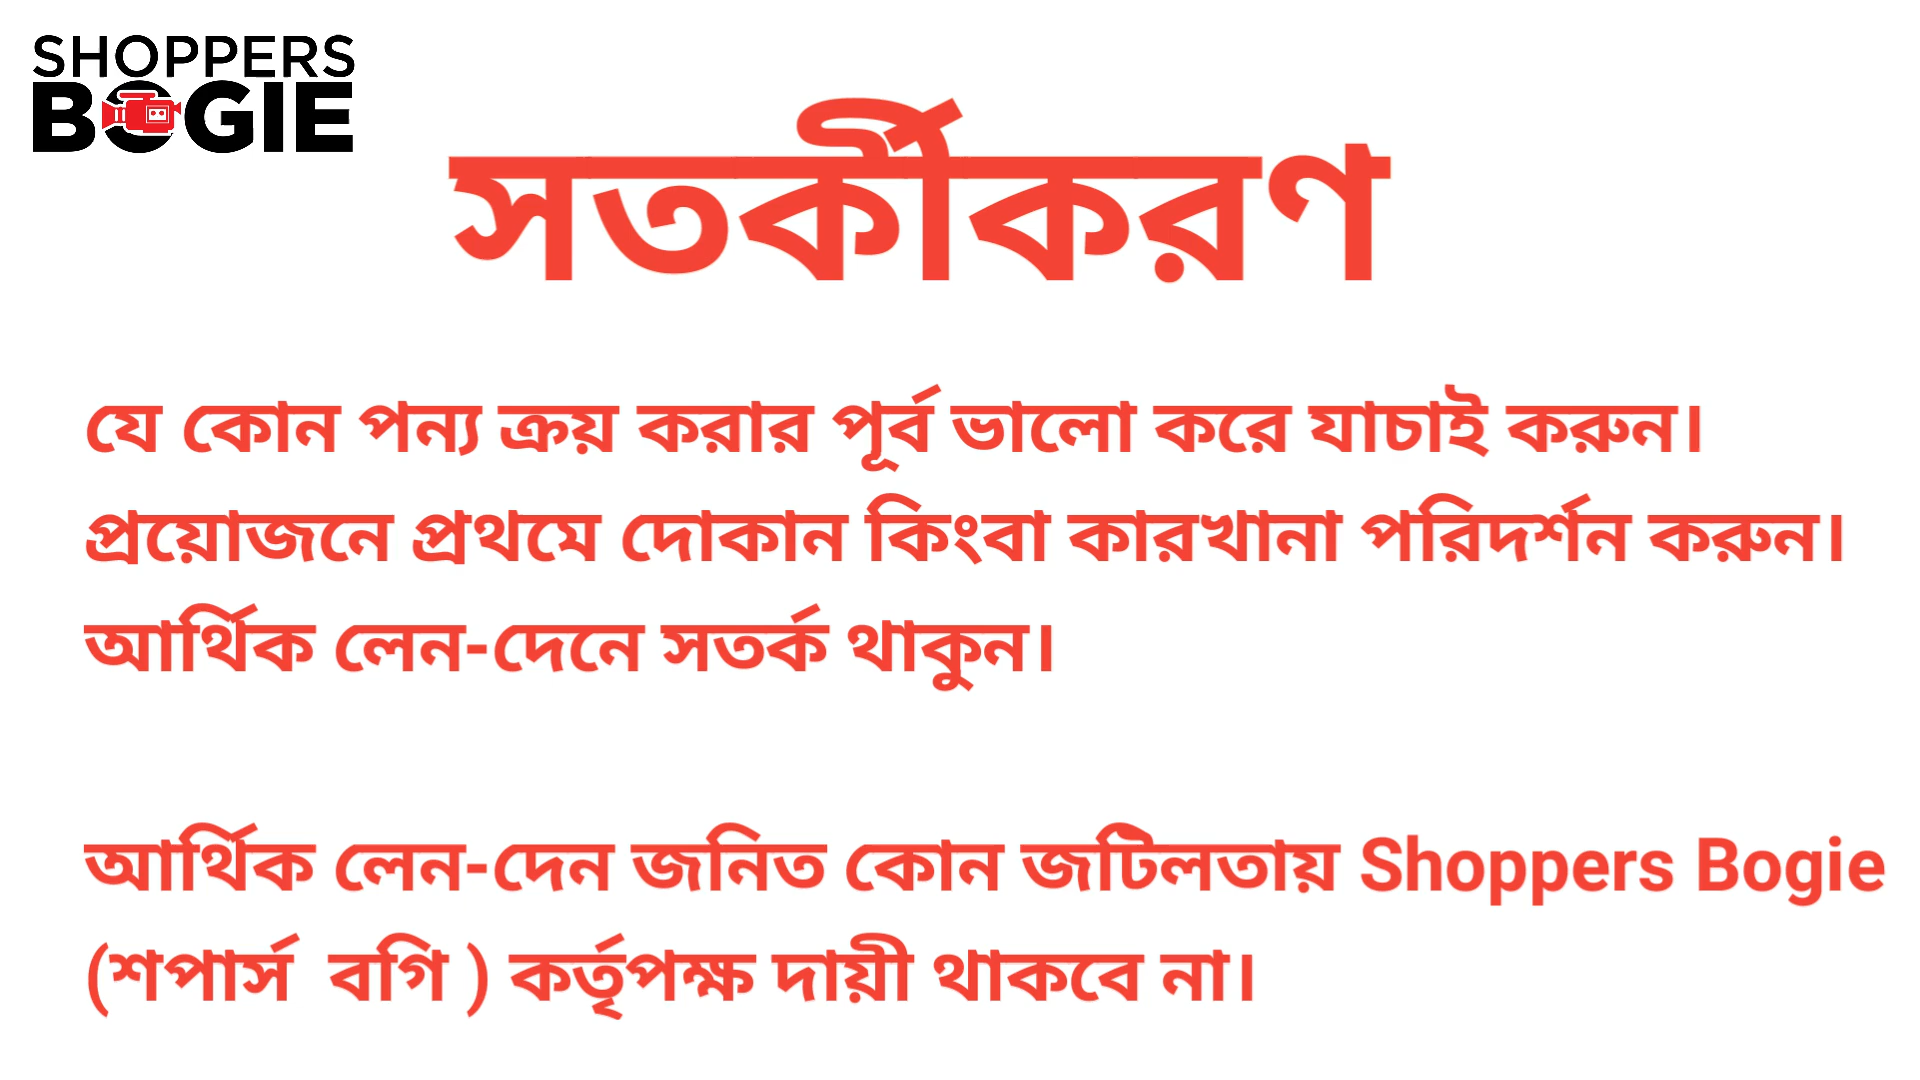 SHOPPERS
BOGIE
সতর্কীকরণ
যে কোন পন্য ক্রয় করার পূর্ব ভালো করে যাচাই করুন।
প্রয়োজনে প্রথমে দোকান কিংবা কারখানা পরিদর্শন করুন।
আর্থিক লেন-দেনে সতর্ক থাকুন।
আর্থিক লেন-দেন জনিত কোন জটিলতায় Shoppers Bogie
(শপার্স বগি ) কর্তৃপক্ষ দায়ী থাকবে না।